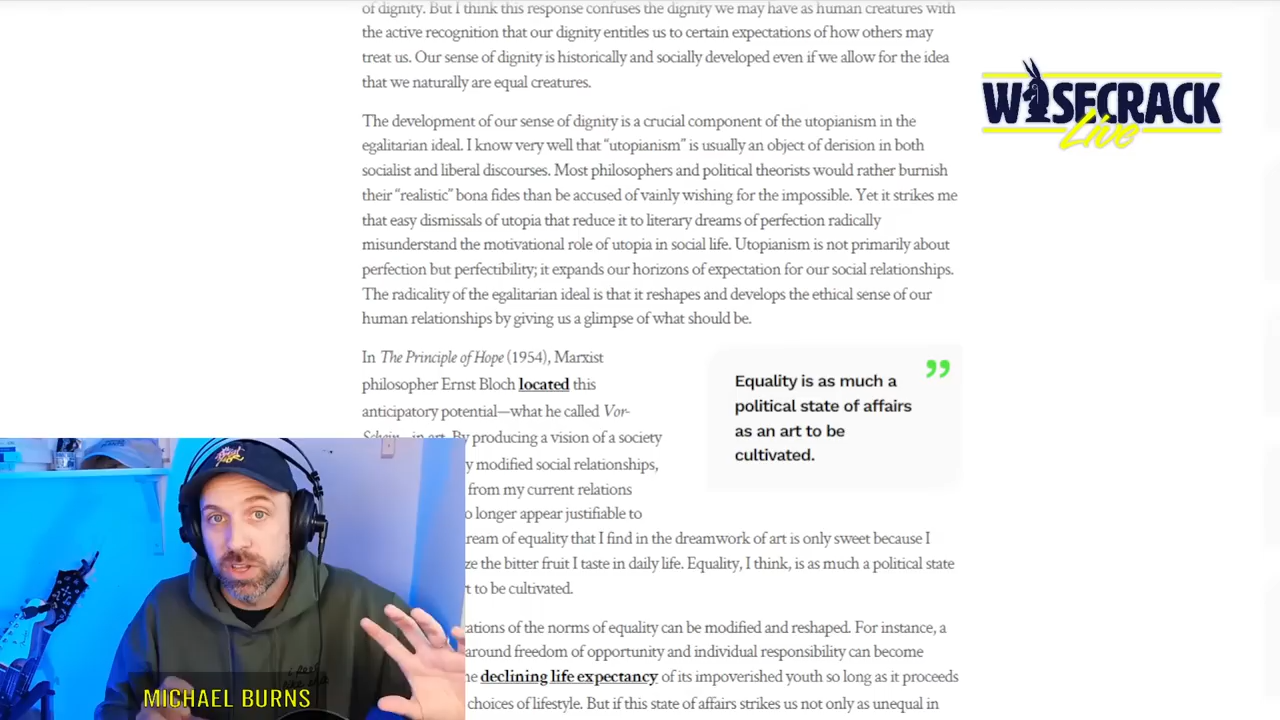 of dignity. But I think this response confuses the dignity we may have as human creatures with
the active recognition that our dignity entitles us to certain expectations of how others may
treat us. Our sense of dignity is historically and socially developed even if we allow for the idea
that we naturally are equal creatures.
The development of our sense of dignity is a crucial component of the utopianism in the
egalitarian ideal. I know very well that “utopianism” is usually an object of derision in both
socialist and liberal discourses. Most philosophers and political theorists would rather burnish
their “realistic” bona fides than be accused of vainly wishing for the impossible. Yet it strikes me
that easy dismissals of utopia that reduce it to literary dreams of perfection radically
misunderstand the motivational role of utopia in social life. Utopianism is not primarily about
perfection but perfectibility; it expands our horizons of expectation for our social relationships.
The radicality of the egalitarian ideal is that it reshapes and develops the ethical sense of our
human relationships by giving us a glimpse of what should be.
In The Principle of Hope (1954), Marxist
philosopher Ernst Bloch located this
anticipatory potential—what he called Vor-
in art. By producing a vision of a society
y modified social relationships,
from my current relations
o longer appear justifiable to
ream of equality that I find in the dreamwork of art is only sweet because I
ze the bitter fruit I taste in daily life. Equality, I think, is as much a political state
rt to be cultivated.
ations of the norms of equality can be modified and reshaped. For instance, a
around freedom of opportunity and individual responsibility can become
e declining life expectancy of its impoverished youth so long as it proceeds
choices of lifestyle. But if this state of affairs strikes us not only as unequal in
”
Equality is as much a
political state of affairs
as an art to be
cultivated.
WISECRACK
Live
MICHAEL BURNS